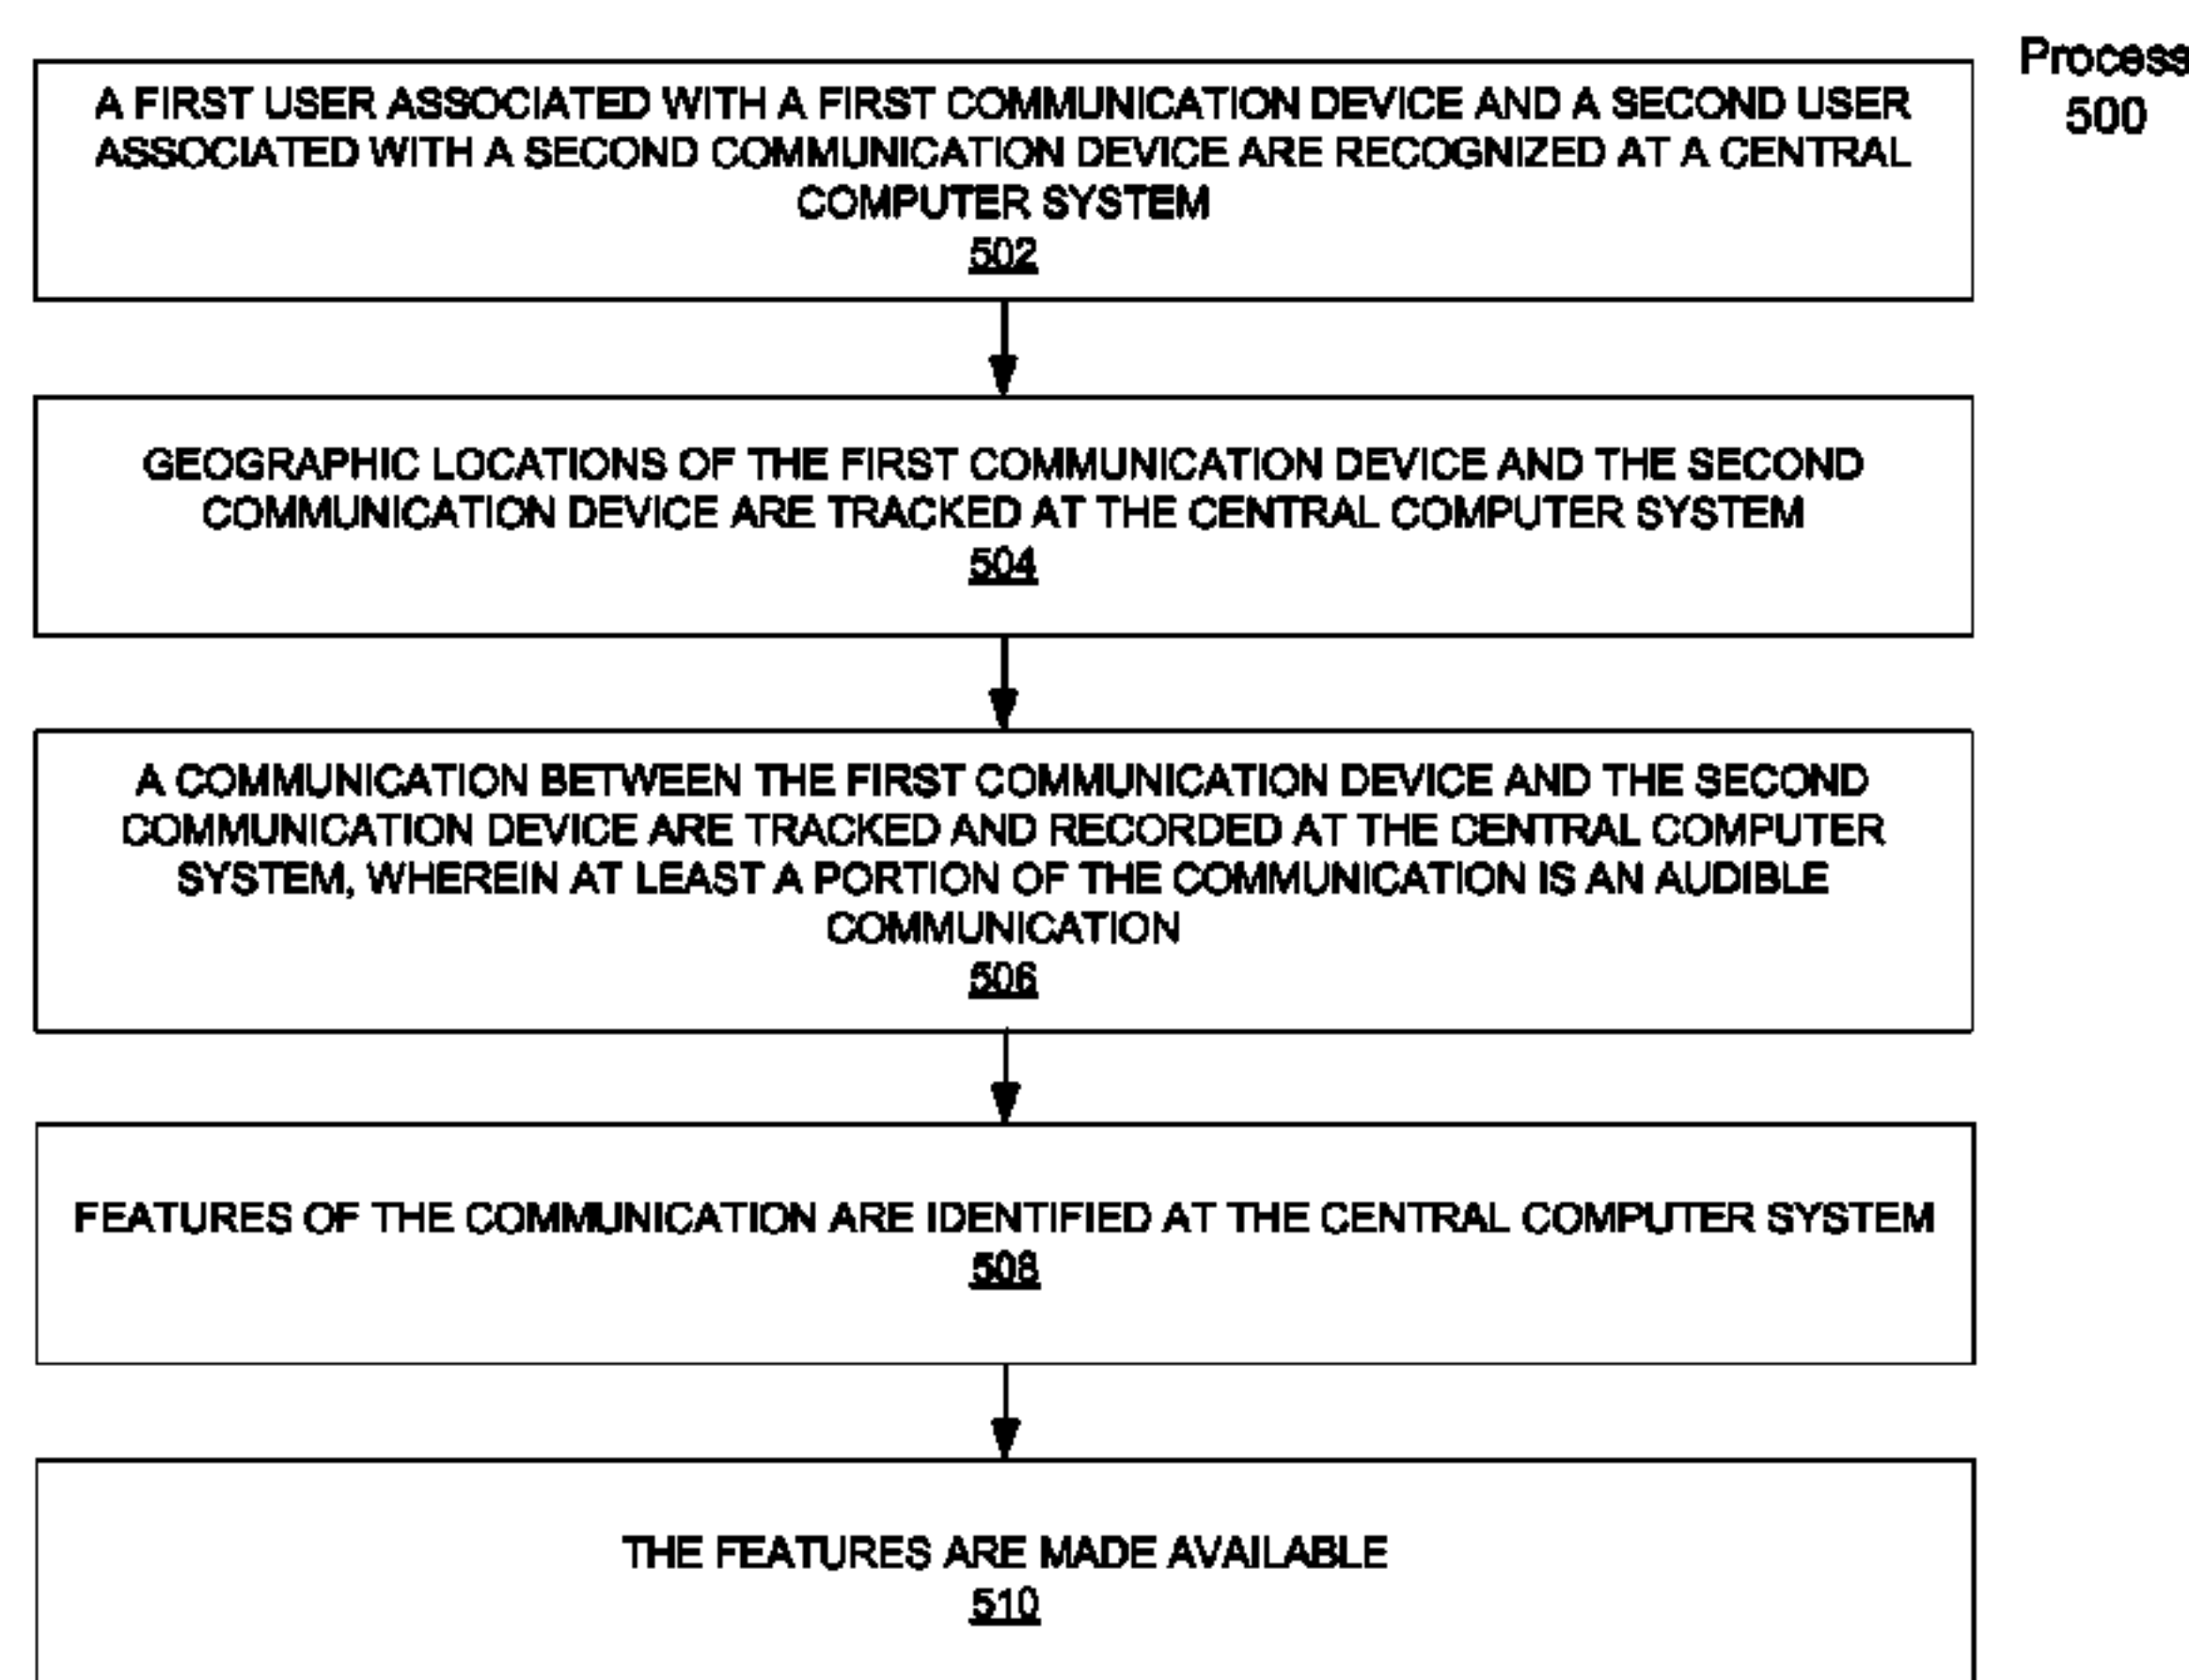 Process
500
A FIRST USER ASSOCIATED WITH A FIRST COMMUNICATION DEVICE AND A SECOND USER
ASSOCIATED WITH A SECOND COMMUNICATION DEVICE ARE RECOGNIZED AT A CENTRAL
COMPUTER SYSTEM
502
GEOGRAPHIC LOCATIONS OF THE FIRST COMMUNICATION DEVICE AND THE SECOND
COMMUNICATION DEVICE ARE TRACKED AT THE CENTRAL COMPUTER SYSTEM
504
A COMMUNICATION BETWEEN THE FIRST COMMUNICATION DEVICE AND THE SECOND
COMMUNICATION DEVICE ARE TRACKED AND RECORDED AT THE CENTRAL COMPUTER
SYSTEM, WHEREIN AT LEAST A PORTION OF THE COMMUNICATION IS AN AUDIBLE
COMMUNICATION
506
FEATURES OF THE COMMUNICATION ARE IDENTIFIED AT THE CENTRAL COMPUTER SYSTEM
508
THE FEATURES ARE MADE AVAILABLE
510